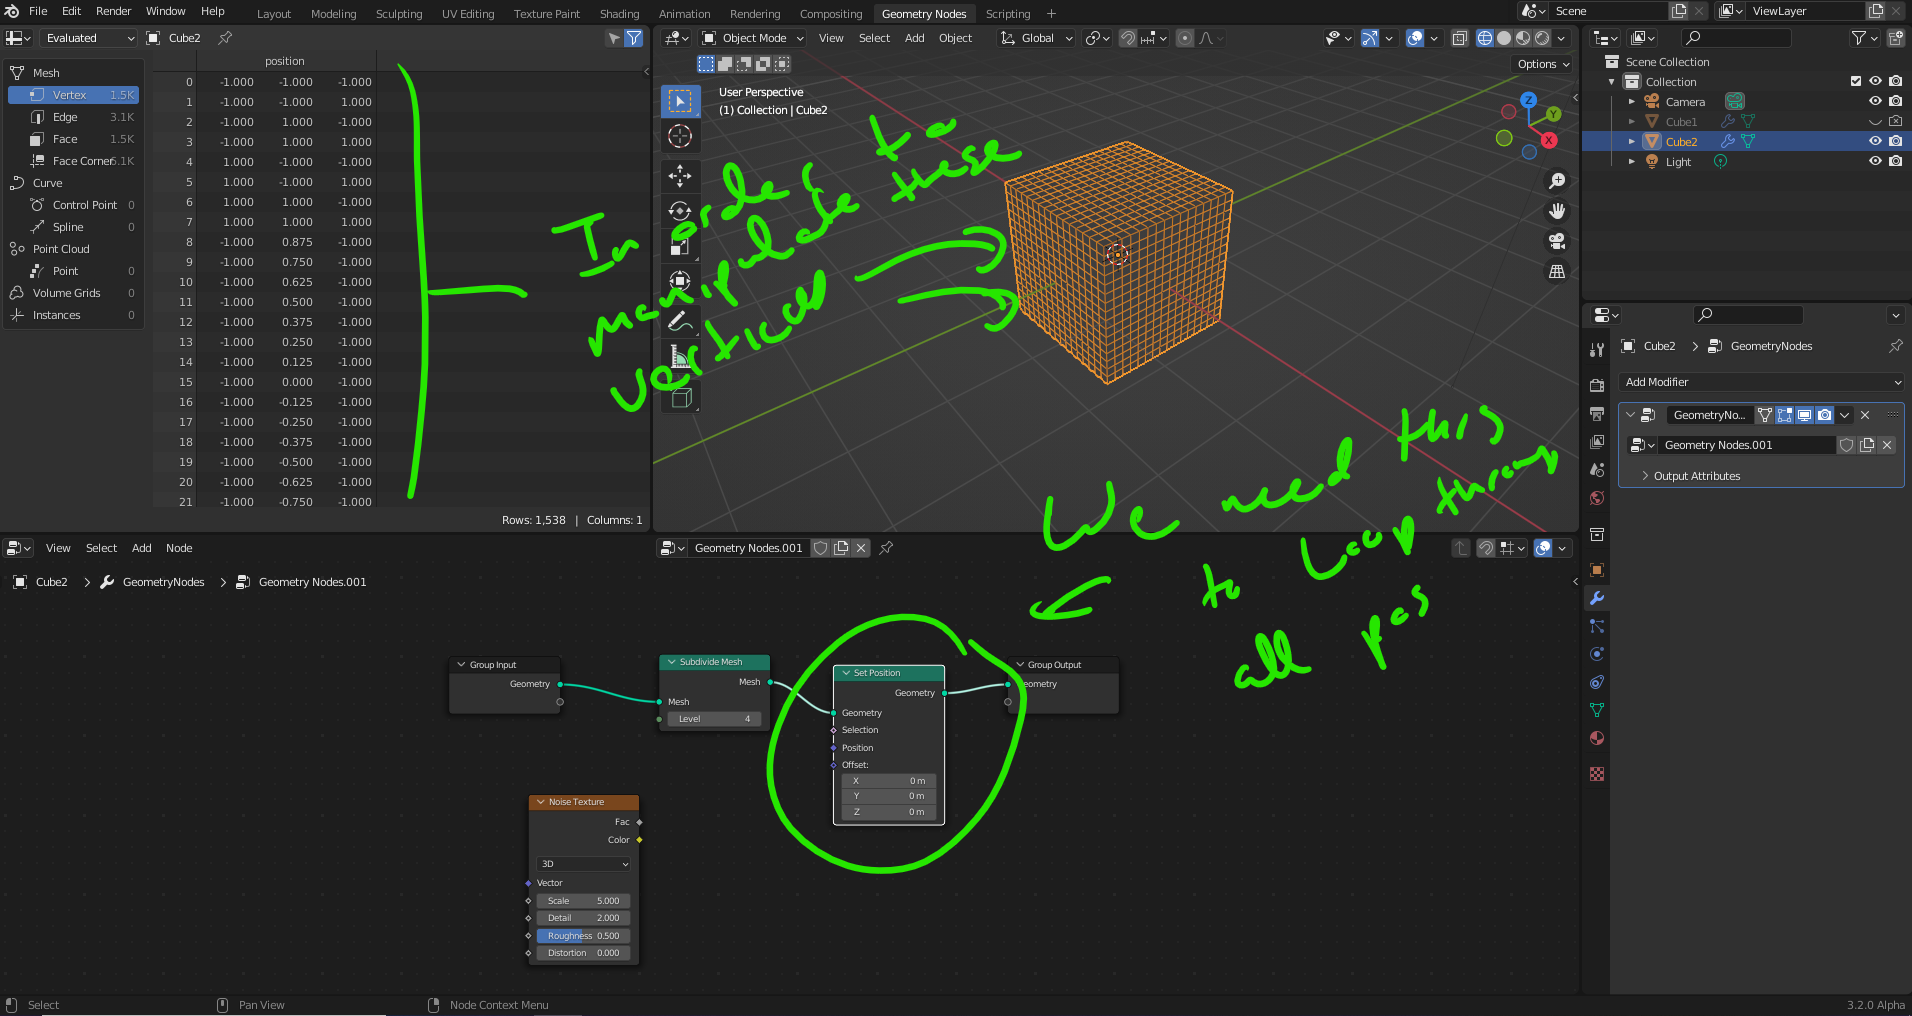 File Edit Render Window Help Layout Modeling Sculpting UV Editing Texture Paint Shading Animation Rendering Compositing Geometry Nodes Scripting + Scene ViewLayer
Evaluated Cube2
position
Mesh
Vertex 1.5K
Edge 3.1K
Face 1.5K
Face Corner 5.1K
Curve
Control Point 0
Spline 0
Point Cloud
Point 0
Volume Grids 0
Instances 0
0 -1.000 -1.000 -1.000
1 -1.000 -1.000 1.000
2 -1.000 1.000 -1.000
3 -1.000 1.000 1.000
4 1.000 -1.000 -1.000
5 1.000 -1.000 1.000
6 1.000 1.000 -1.000
7 1.000 1.000 1.000
8 -1.000 0.875 -1.000
9 -1.000 0.750 -1.000
10 -1.000 0.625 -1.000
11 -1.000 0.500 -1.000
12 -1.000 0.375 -1.000
13 -1.000 0.250 -1.000
14 -1.000 0.125 -1.000
15 -1.000 0.000 -1.000
16 -1.000 -0.125 -1.000
17 -1.000 -0.250 -1.000
18 -1.000 -0.375 -1.000
19 -1.000 -0.500 -1.000
20 -1.000 -0.625 -1.000
21 -1.000 -0.750 -1.000
Rows: 1,538 | Columns: 1
Object Mode View Select Add Object Global
Options
User Perspective
(1) Collection | Cube2
Z
Y
X
In order to
manipulate these
vertical
We need this
to Loop
all pos
Scene Collection
Collection
Camera
Cube1
Cube2
Light
Cube2 > GeometryNodes
Add Modifier
GeometryNo...
Geometry Nodes.001
Output Attributes
View Select Add Node Geometry Nodes.001
Cube2 > GeometryNodes > Geometry Nodes.001
Group Input
Geometry
Subdivide Mesh
Mesh
Mesh
Level 4
Set Position
Geometry
Geometry
Selection
Position
Offset:
X 0 m
Y 0 m
Z 0 m
Group Output
Geometry
Noise Texture
Fac
Color
3D
Vector
Scale 5.000
Detail 2.000
Roughness 0.500
Distortion 0.000
Select Pan View Node Context Menu 3.2.0 Alpha